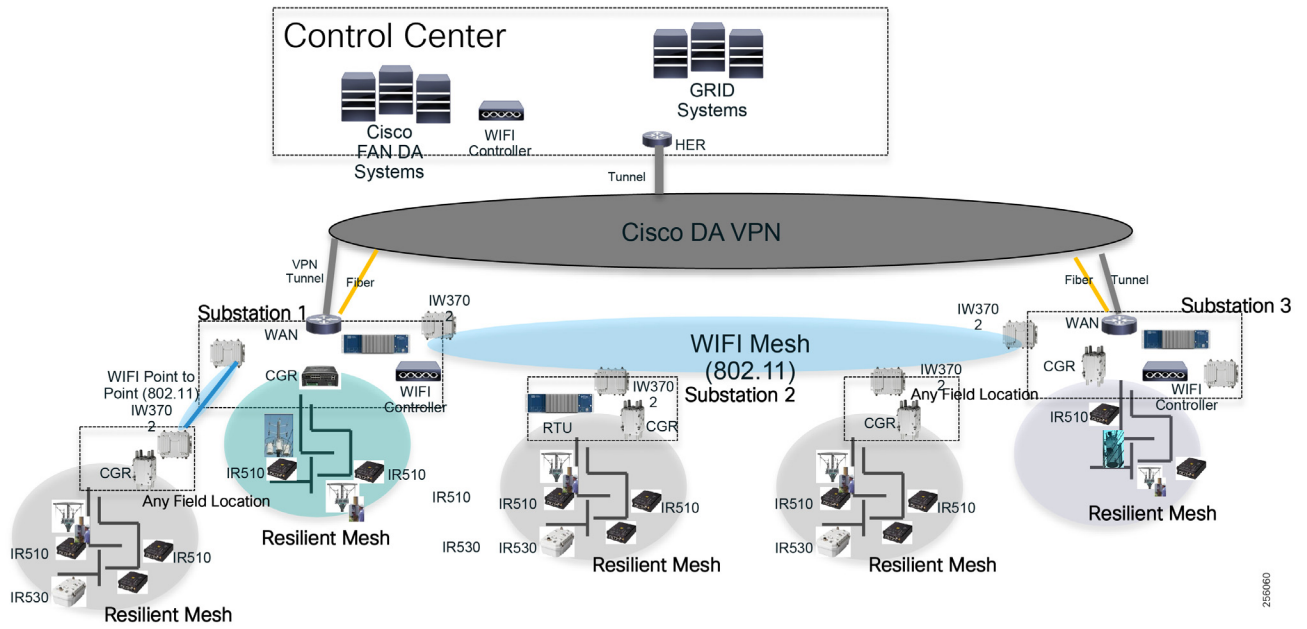 Control Center
GRID
Systems
Cisco
FAN DA
Systems
WIFI
Controller
HER
Tunnel
Cisco DA VPN
VPN
Tunnel
Fiber
Fiber
Tunnel
Substation 1
WAN
IW370
2
IW370
2
WAN
Substation 3
WIFI Mesh
(802.11)
WIFI Point to
Point (802.11)
IW370
2
CGR
WIFI
Controller
IW370
2
Substation 2
RTU
CGR
IW370
2
Any Field Location
CGR
CGR
WIFI
Controller
CGR
Any Field Location
IR510
IR510
Resilient Mesh
IR510
IR530
IR510
IR510
IR530
Resilient Mesh
IR510
IR510
IR530
Resilient Mesh
IR510
Resilient Mesh
IR510
IR510
IR530
Resilient Mesh
256060